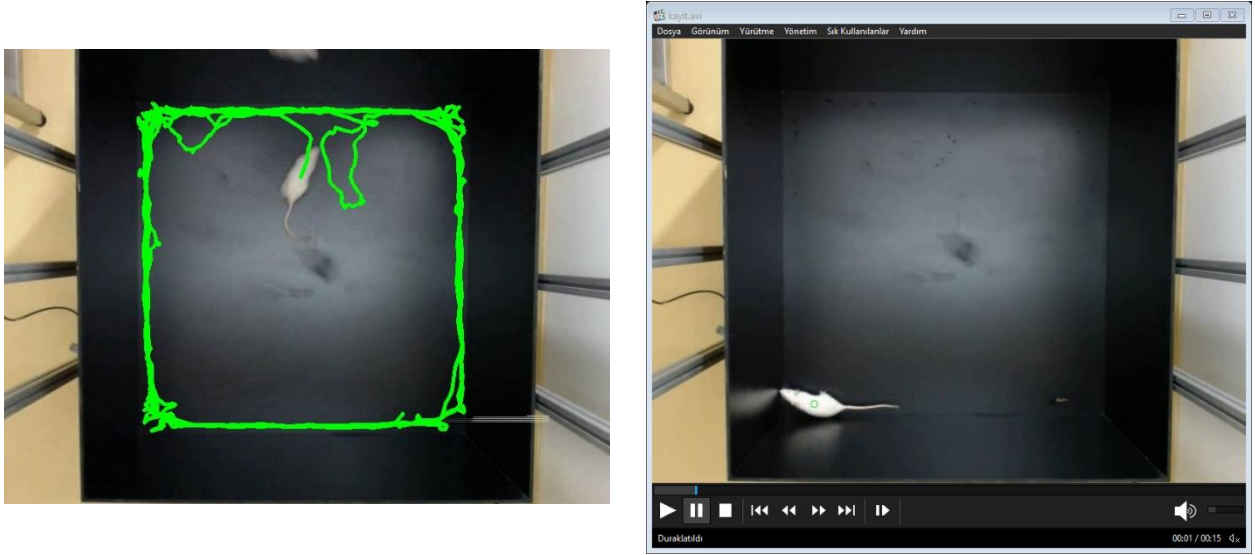 kayit.avi
Dosya Görünüm Yürütme Yönetim Sık Kullanılanlar Yardım
Duraklatıldı
00:01 / 00:15